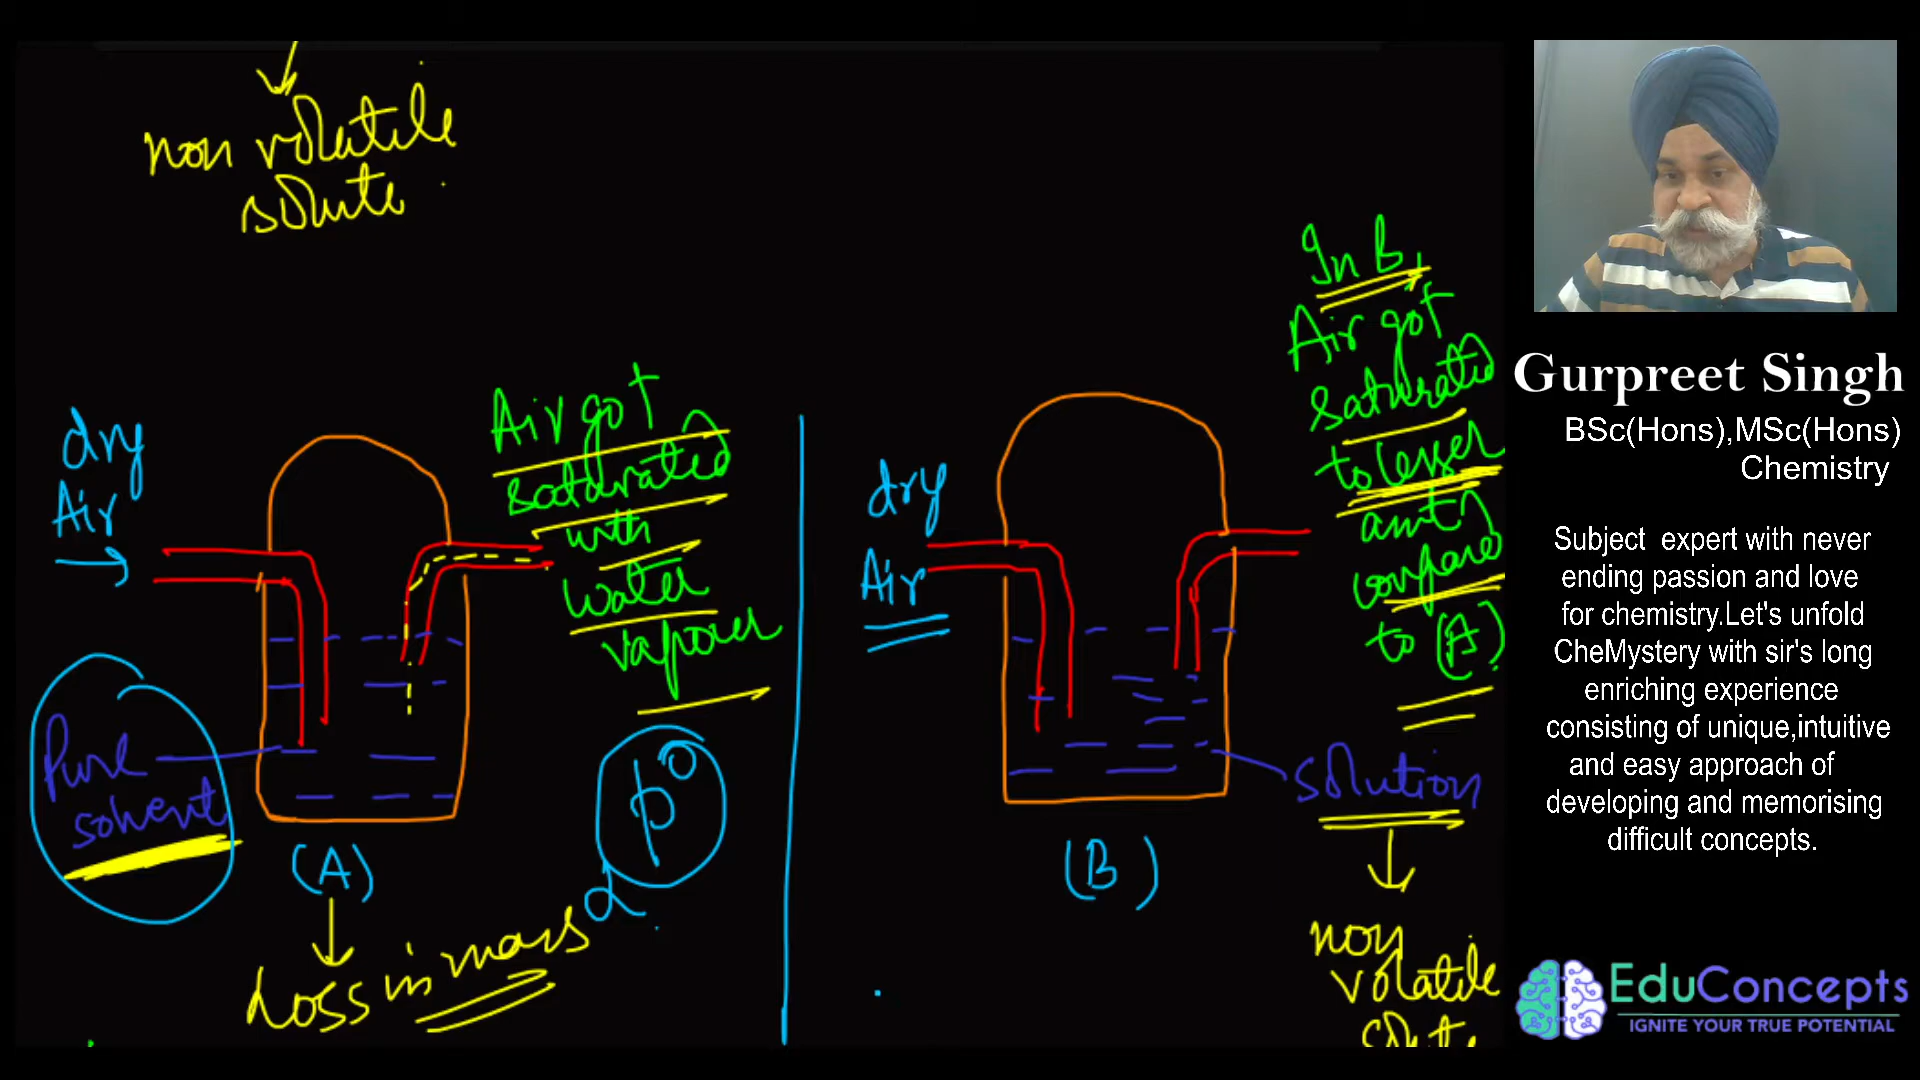 non volatile
solute
dry
Air
Air got
saturated
with
water
vapour
Pure
solvent
(A)
Loss in mass
α
p⁰
dry
Air
In B,
Air got
saturated
to lesser
amt
compare
to (A)
solution
(B)
non
volatile
solute
Gurpreet Singh
BSc(Hons),MSc(Hons)
Chemistry
Subject expert with never
ending passion and love
for chemistry.Let's unfold
CheMystery with sir's long
enriching experience
consisting of unique,intuitive
and easy approach of
developing and memorising
difficult concepts.
EduConcepts
IGNITE YOUR TRUE POTENTIAL